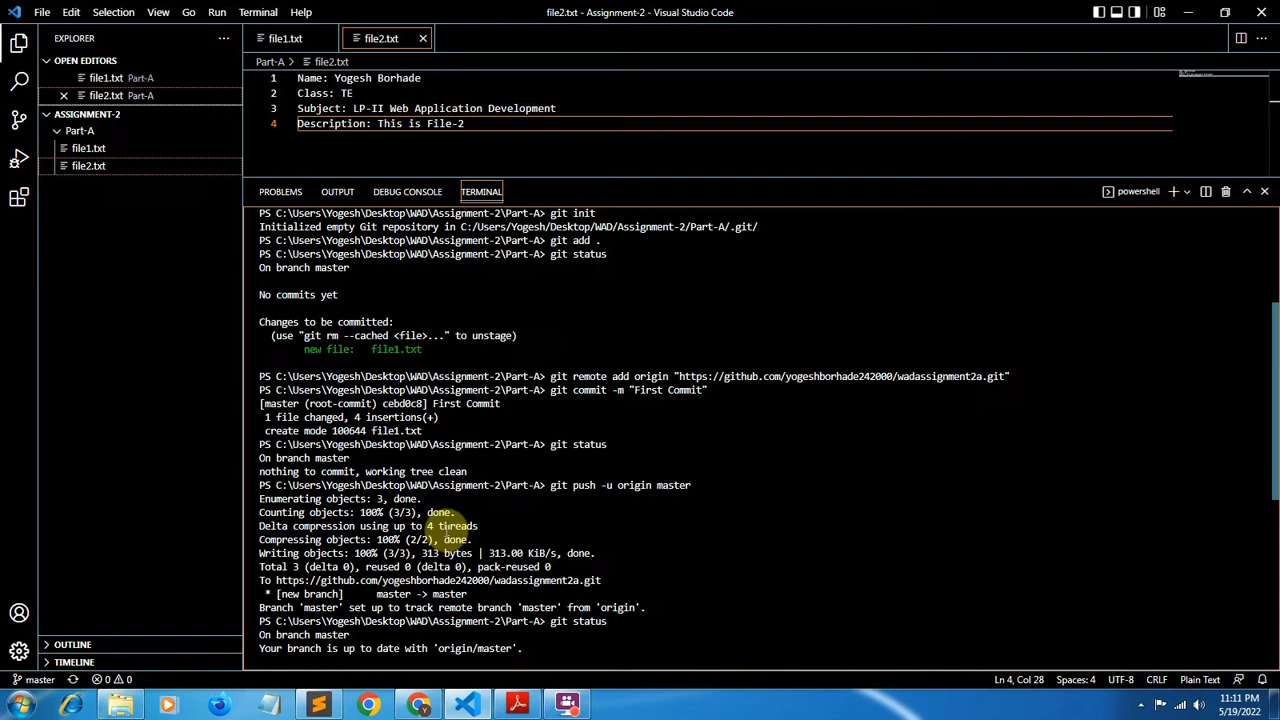 File Edit Selection View Go Run Terminal Help
file2.txt - Assignment-2 - Visual Studio Code
EXPLORER
OPEN EDITORS
file1.txt Part-A
file2.txt Part-A
ASSIGNMENT-2
Part-A
file1.txt
file2.txt
OUTLINE
TIMELINE
file1.txt
file2.txt
Part-A > file2.txt
1 Name: Yogesh Borhade
2 Class: TE
3 Subject: LP-II Web Application Development
4 Description: This is File-2
PROBLEMS OUTPUT DEBUG CONSOLE TERMINAL
powershell
PS C:\Users\Yogesh\Desktop\WAD\Assignment-2\Part-A> git init
Initialized empty Git repository in C:/Users/Yogesh/Desktop/WAD/Assignment-2/Part-A/.git/
PS C:\Users\Yogesh\Desktop\WAD\Assignment-2\Part-A> git add .
PS C:\Users\Yogesh\Desktop\WAD\Assignment-2\Part-A> git status
On branch master
No commits yet
Changes to be committed:
(use "git rm --cached <file>..." to unstage)
new file: file1.txt
PS C:\Users\Yogesh\Desktop\WAD\Assignment-2\Part-A> git remote add origin "https://github.com/yogeshborhade242000/wadassignment2a.git"
PS C:\Users\Yogesh\Desktop\WAD\Assignment-2\Part-A> git commit -m "First Commit"
[master (root-commit) cebd0c8] First Commit
1 file changed, 4 insertions(+)
create mode 100644 file1.txt
PS C:\Users\Yogesh\Desktop\WAD\Assignment-2\Part-A> git status
On branch master
nothing to commit, working tree clean
PS C:\Users\Yogesh\Desktop\WAD\Assignment-2\Part-A> git push -u origin master
Enumerating objects: 3, done.
Counting objects: 100% (3/3), done.
Delta compression using up to 4 threads
Compressing objects: 100% (2/2), done.
Writing objects: 100% (3/3), 313 bytes | 313.00 KiB/s, done.
Total 3 (delta 0), reused 0 (delta 0), pack-reused 0
To https://github.com/yogeshborhade242000/wadassignment2a.git
* [new branch] master -> master
Branch 'master' set up to track remote branch 'master' from 'origin'.
PS C:\Users\Yogesh\Desktop\WAD\Assignment-2\Part-A> git status
On branch master
Your branch is up to date with 'origin/master'.
master 0 0 Ln 4, Col 28 Spaces: 4 UTF-8 CRLF Plain Text
11:11 PM
5/19/2022